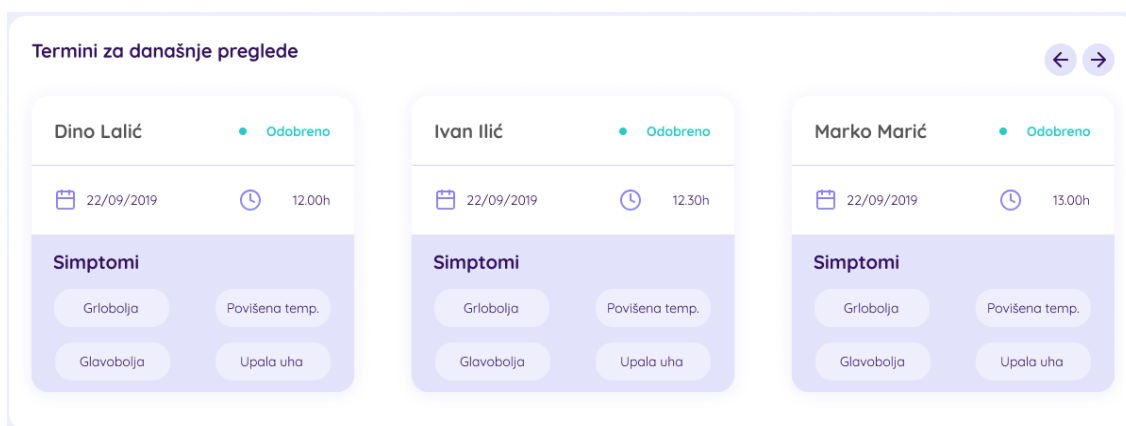 Termini za današnje preglede
Dino Lalić Odobreno
22/09/2019 12.00h
Simptomi
Grlobolja Povišena temp.
Glavobolja Upala uha
Ivan Ilić Odobreno
22/09/2019 12.30h
Simptomi
Grlobolja Povišena temp.
Glavobolja Upala uha
Marko Marić Odobreno
22/09/2019 13.00h
Simptomi
Grlobolja Povišena temp.
Glavobolja Upala uha